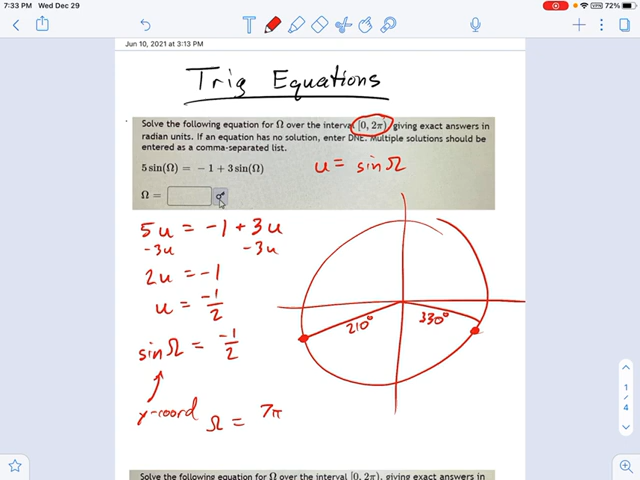 7:33 PM Wed Dec 29
72%
Jun 10, 2021 at 3:13 PM
Trig Equations
Solve the following equation for Ω over the interval [0, 2π), giving exact answers in
radian units. If an equation has no solution, enter DNE. Multiple solutions should be
entered as a comma-separated list.
u = sinΩ
5 sin(Ω) = − 1 + 3 sin(Ω)
Ω =
5u = -1 + 3u
-3u -3u
2u = -1
u = -1/2
210° 330°
sinΩ = -1/2
y-coord
Ω = 7π
1
/
4
Solve the following equation for Ω over the interval [0, 2π), giving exact answers in